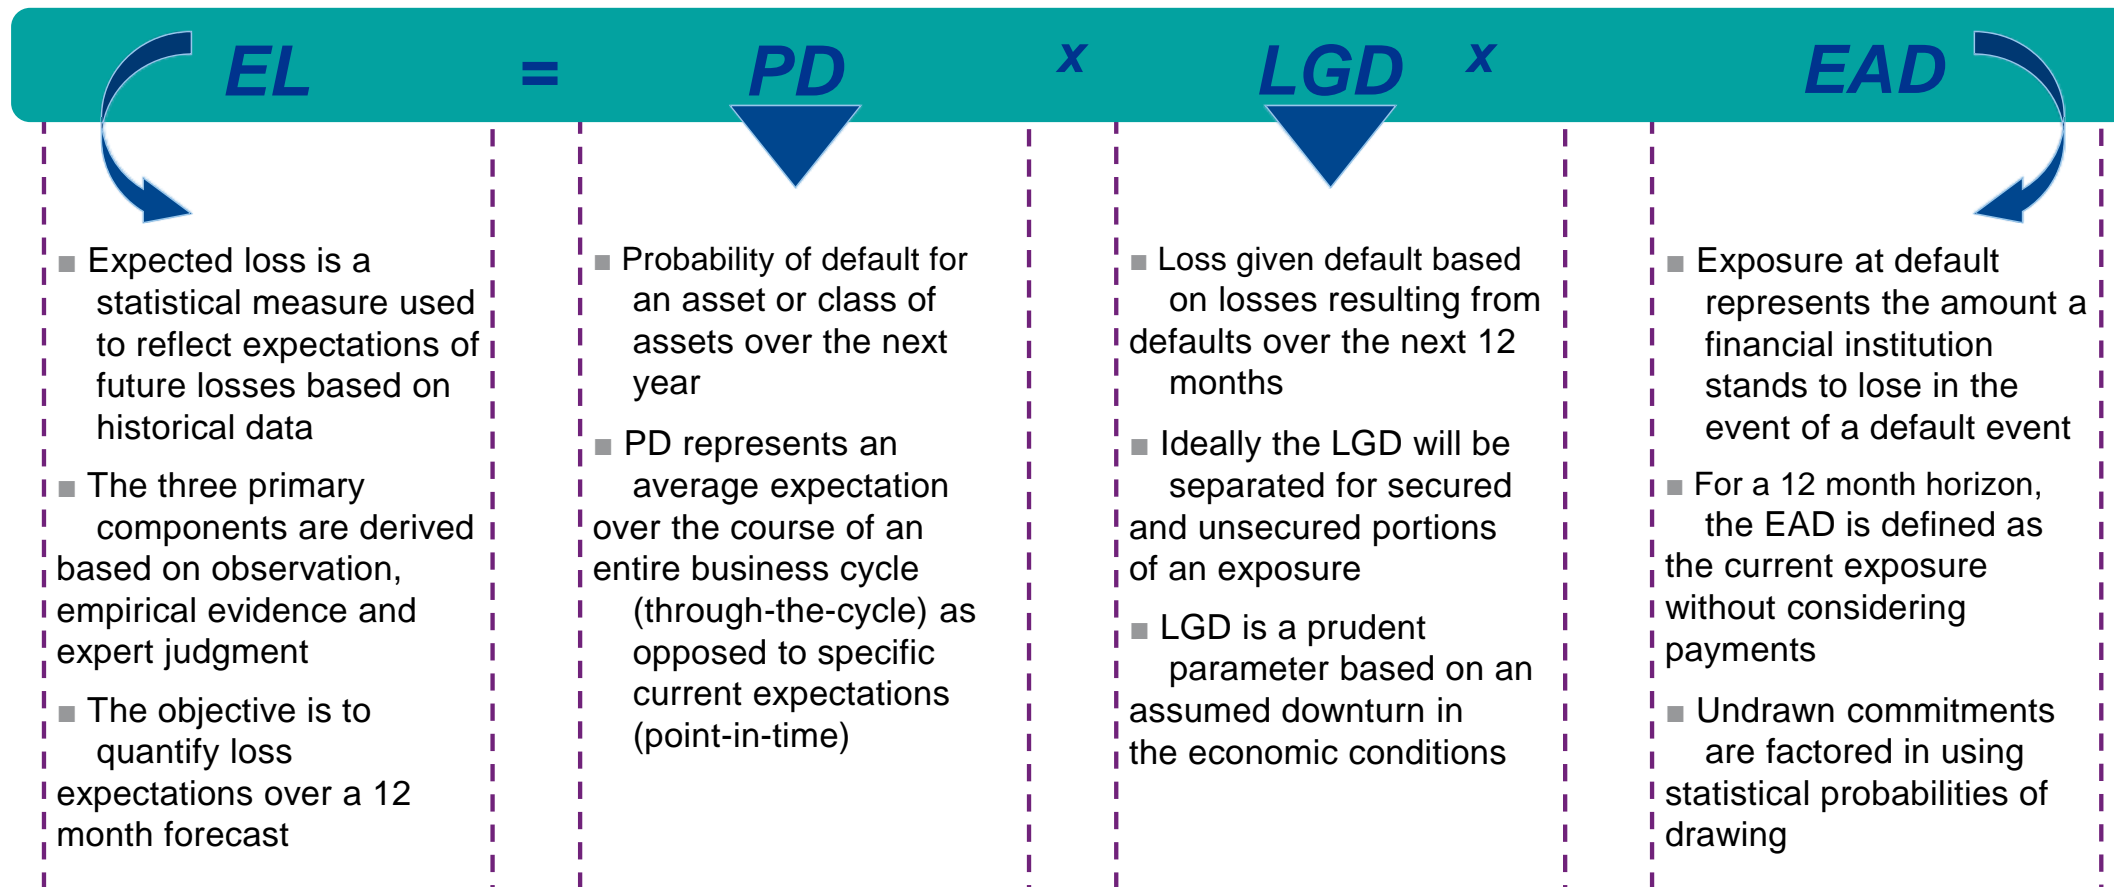 EL = PD x LGD x EAD
■ Expected loss is a
statistical measure used
to reflect expectations of
future losses based on
historical data
■ The three primary
components are derived
based on observation,
empirical evidence and
expert judgment
■ The objective is to
quantify loss
expectations over a 12
month forecast
■ Probability of default for
an asset or class of
assets over the next
year
■ PD represents an
average expectation
over the course of an
entire business cycle
(through-the-cycle) as
opposed to specific
current expectations
(point-in-time)
■ Loss given default based
on losses resulting from
defaults over the next 12
months
■ Ideally the LGD will be
separated for secured
and unsecured portions
of an exposure
■ LGD is a prudent
parameter based on an
assumed downturn in
the economic conditions
■ Exposure at default
represents the amount a
financial institution
stands to lose in the
event of a default event
■ For a 12 month horizon,
the EAD is defined as
the current exposure
without considering
payments
■ Undrawn commitments
are factored in using
statistical probabilities of
drawing